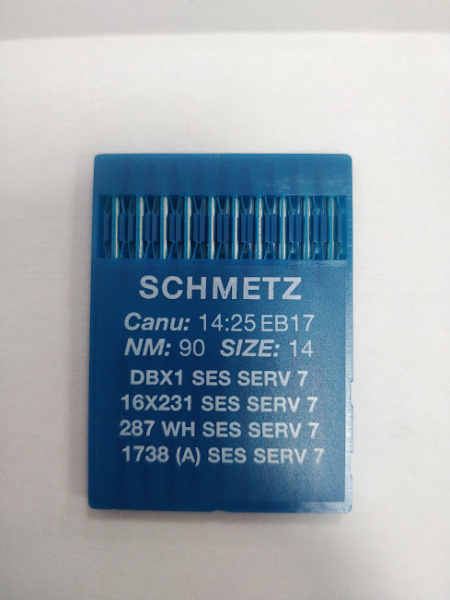 SCHMETZ
Canu: 14:25 EB17
NM: 90 SIZE: 14
DBX1 SES SERV 7
16X231 SES SERV 7
287 WH SES SERV 7
1738 (A) SES SERV 7